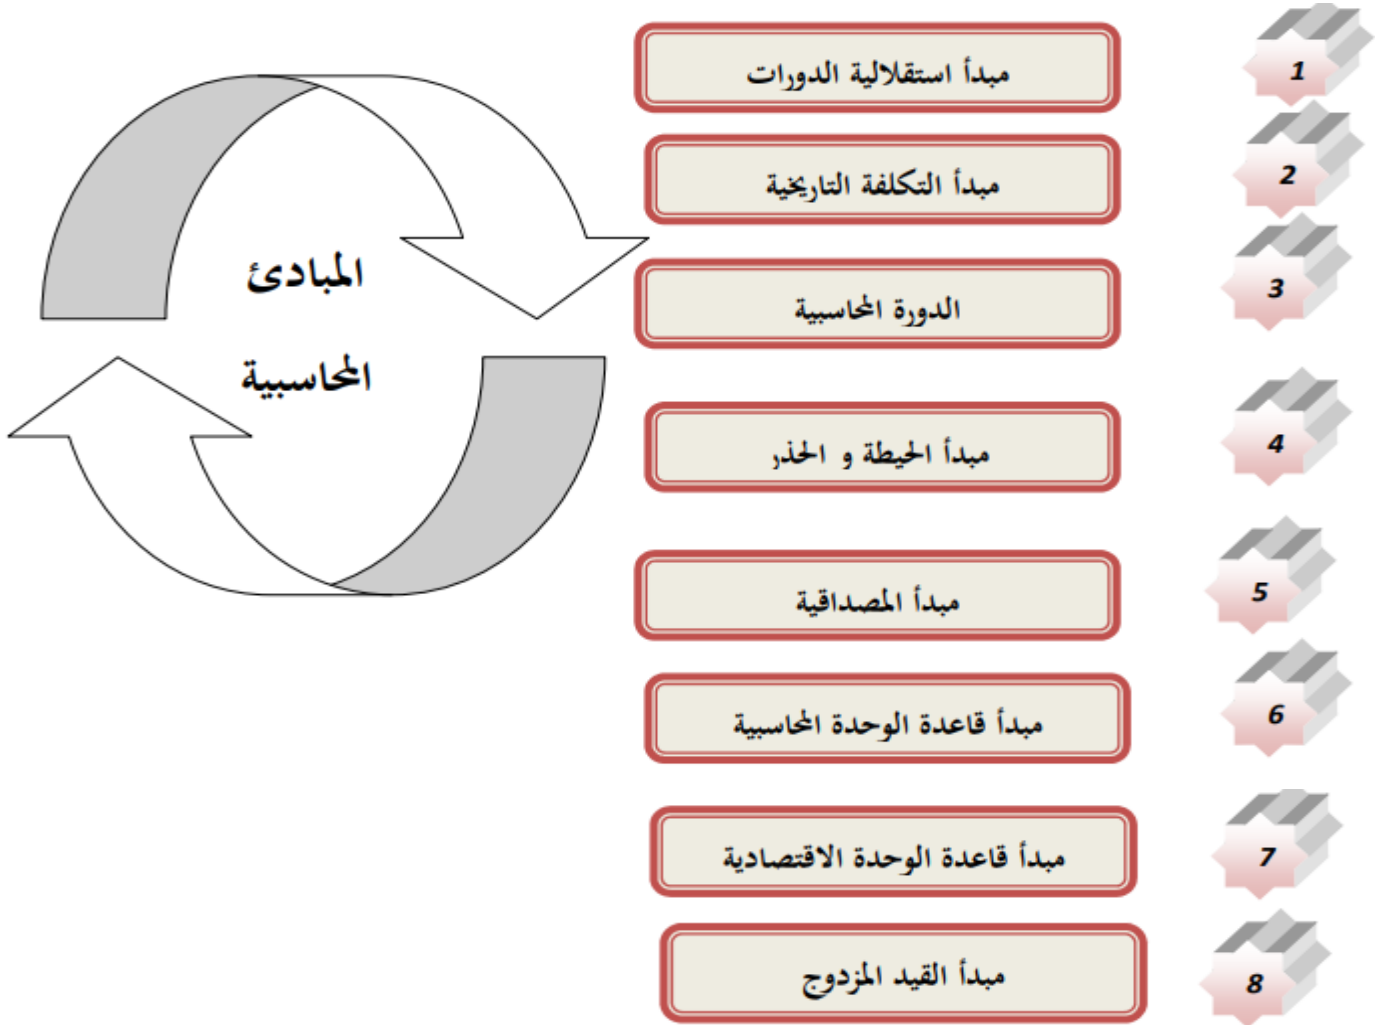 المبادئ
المحاسبية
1
مبدأ استقلالية الدورات
2
مبدأ التكلفة التاريخية
3
الدورة المحاسبية
4
مبدأ الحيطة و الحذر
5
مبدأ المصداقية
6
مبدأ قاعدة الوحدة المحاسبية
7
مبدأ قاعدة الوحدة الاقتصادية
8
مبدأ القيد المزدوج